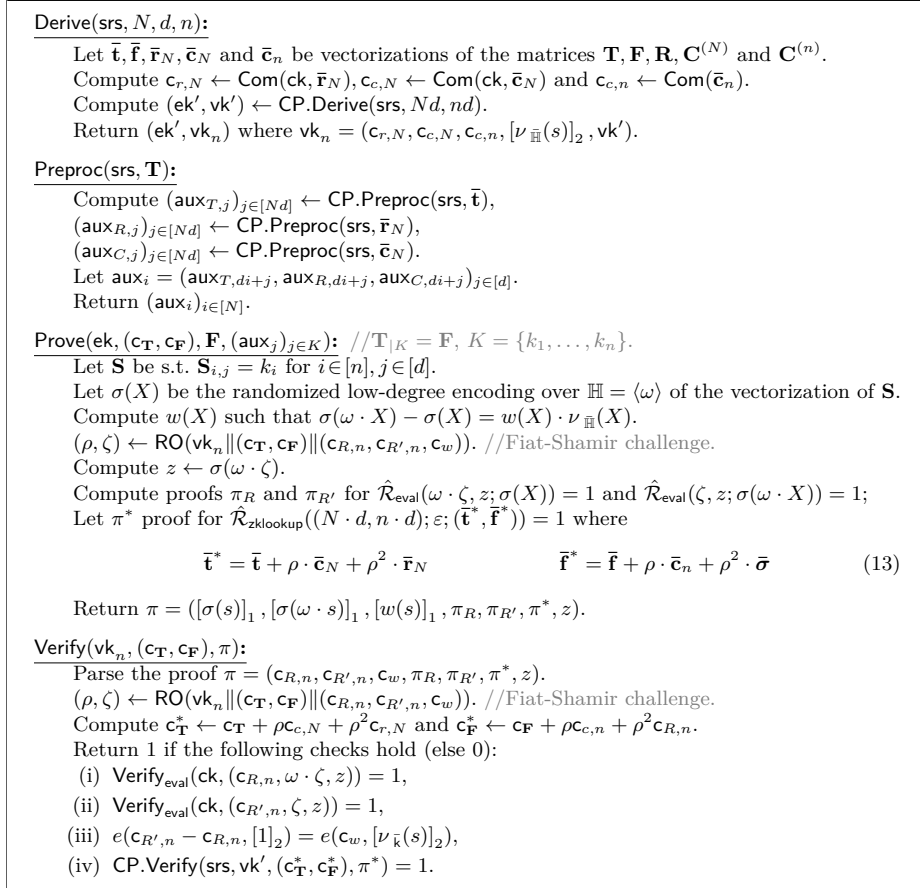 Derive(srs, N, d, n):
Let t̄, f̄, r̄_N, c̄_N and c̄_n be vectorizations of the matrices T, F, R, C^(N) and C^(n).
Compute c_{r,N} ← Com(ck, r̄_N), c_{c,N} ← Com(ck, c̄_N) and c_{c,n} ← Com(c̄_n).
Compute (ek′, vk′) ← CP.Derive(srs, Nd, nd).
Return (ek′, vk_n) where vk_n = (c_{r,N}, c_{c,N}, c_{c,n}, [ν_H̄(s)]_2, vk′).
Preproc(srs, T):
Compute (aux_{T,j})_{j∈[Nd]} ← CP.Preproc(srs, t̄),
(aux_{R,j})_{j∈[Nd]} ← CP.Preproc(srs, r̄_N),
(aux_{C,j})_{j∈[Nd]} ← CP.Preproc(srs, c̄_N).
Let aux_i = (aux_{T,di+j}, aux_{R,di+j}, aux_{C,di+j})_{j∈[d]}.
Return (aux_i)_{i∈[N]}.
Prove(ek, (c_T, c_F), F, (aux_j)_{j∈K}): //T_{|K} = F, K = {k_1, . . . , k_n}.
Let S be s.t. S_{i,j} = k_i for i∈[n], j∈[d].
Let σ(X) be the randomized low-degree encoding over ℍ = ⟨ω⟩ of the vectorization of S.
Compute w(X) such that σ(ω · X) − σ(X) = w(X) · ν_H̄(X).
(ρ, ζ) ← RO(vk_n‖(c_T, c_F)‖(c_{R,n}, c_{R′,n}, c_w)). //Fiat-Shamir challenge.
Compute z ← σ(ω · ζ).
Compute proofs π_R and π_{R′} for R̂_eval(ω · ζ, z; σ(X)) = 1 and R̂_eval(ζ, z; σ(ω · X)) = 1;
Let π* proof for R̂_zklookup((N · d, n · d); ε; (t̄*, f̄*)) = 1 where
t̄* = t̄ + ρ · c̄_N + ρ² · r̄_N f̄* = f̄ + ρ · c̄_n + ρ² · σ̄ (13)
Return π = ([σ(s)]_1, [σ(ω · s)]_1, [w(s)]_1, π_R, π_{R′}, π*, z).
Verify(vk_n, (c_T, c_F), π):
Parse the proof π = (c_{R,n}, c_{R′,n}, c_w, π_R, π_{R′}, π*, z).
(ρ, ζ) ← RO(vk_n‖(c_T, c_F)‖(c_{R,n}, c_{R′,n}, c_w)). //Fiat-Shamir challenge.
Compute c*_T ← c_T + ρc_{c,N} + ρ²c_{r,N} and c*_F ← c_F + ρc_{c,n} + ρ²c_{R,n}.
Return 1 if the following checks hold (else 0):
(i) Verify_eval(ck, (c_{R,n}, ω · ζ, z)) = 1,
(ii) Verify_eval(ck, (c_{R′,n}, ζ, z)) = 1,
(iii) e(c_{R′,n} − c_{R,n}, [1]_2) = e(c_w, [ν_k̄(s)]_2),
(iv) CP.Verify(srs, vk′, (c*_T, c*_F), π*) = 1.